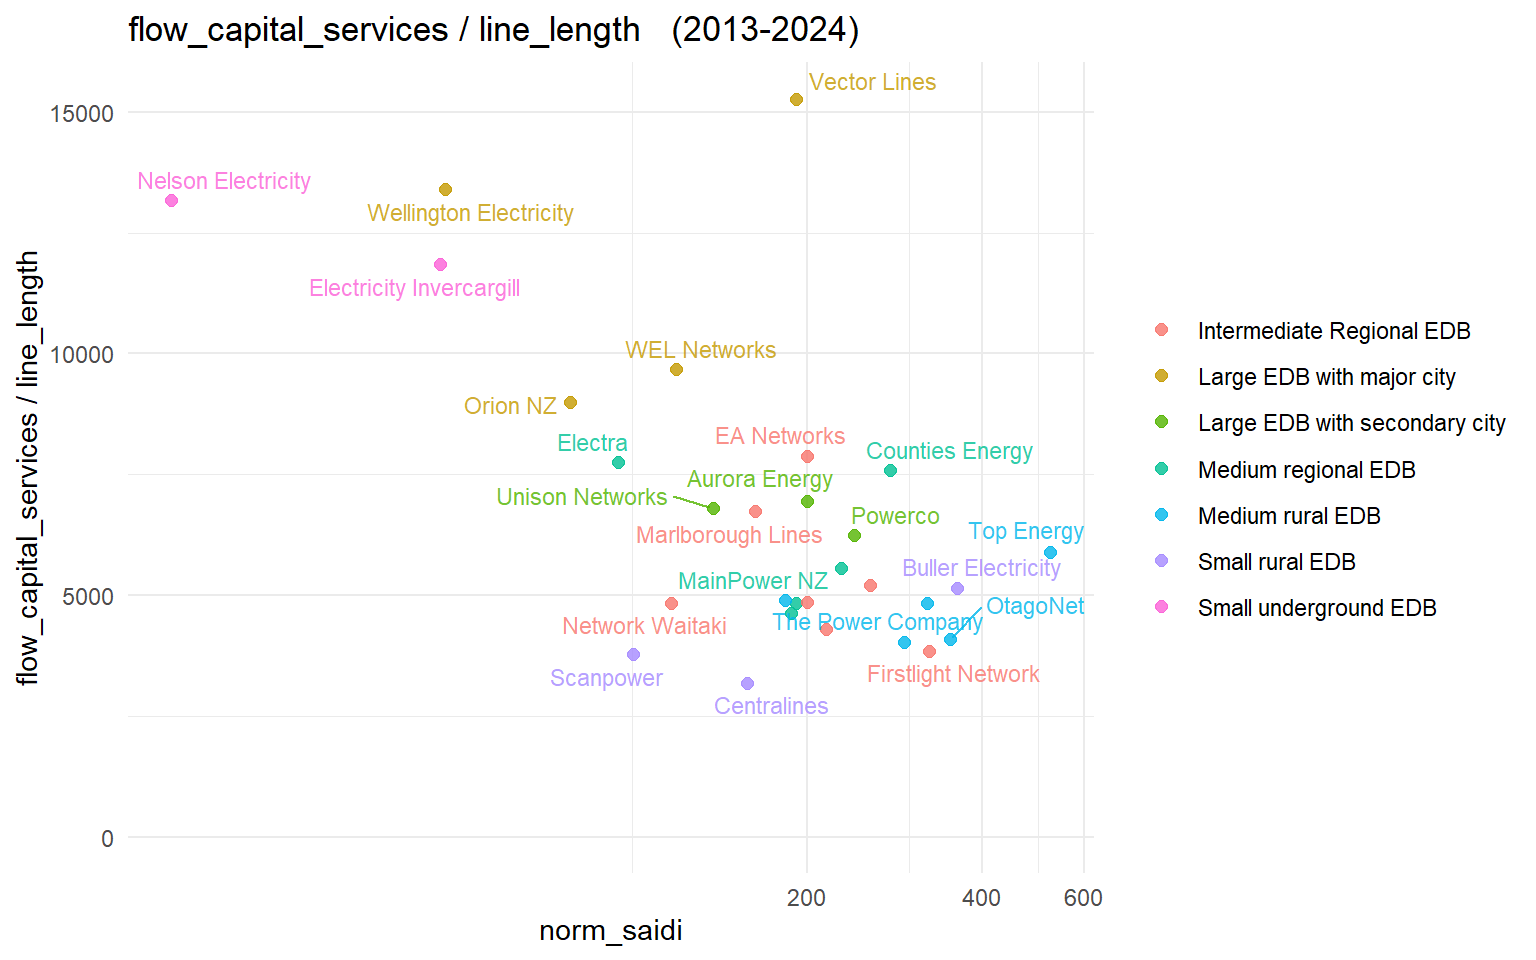 flow_capital_services / line_length (2013-2024)
Vector Lines
15000
Nelson Electricity
Wellington Electricity
Electricity Invercargill
WEL Networks
10000
Orion NZ
EA Networks
Electra
Counties Energy
Aurora Energy
Unison Networks
Powerco
Marlborough Lines
Top Energy
Buller Electricity
MainPower NZ
5000
OtagoNet
The Power Company
Network Waitaki
Firstlight Network
Scanpower
Centralines
0
200
400
600
norm_saidi
flow_capital_services / line_length
Intermediate Regional EDB
Large EDB with major city
Large EDB with secondary city
Medium regional EDB
Medium rural EDB
Small rural EDB
Small underground EDB